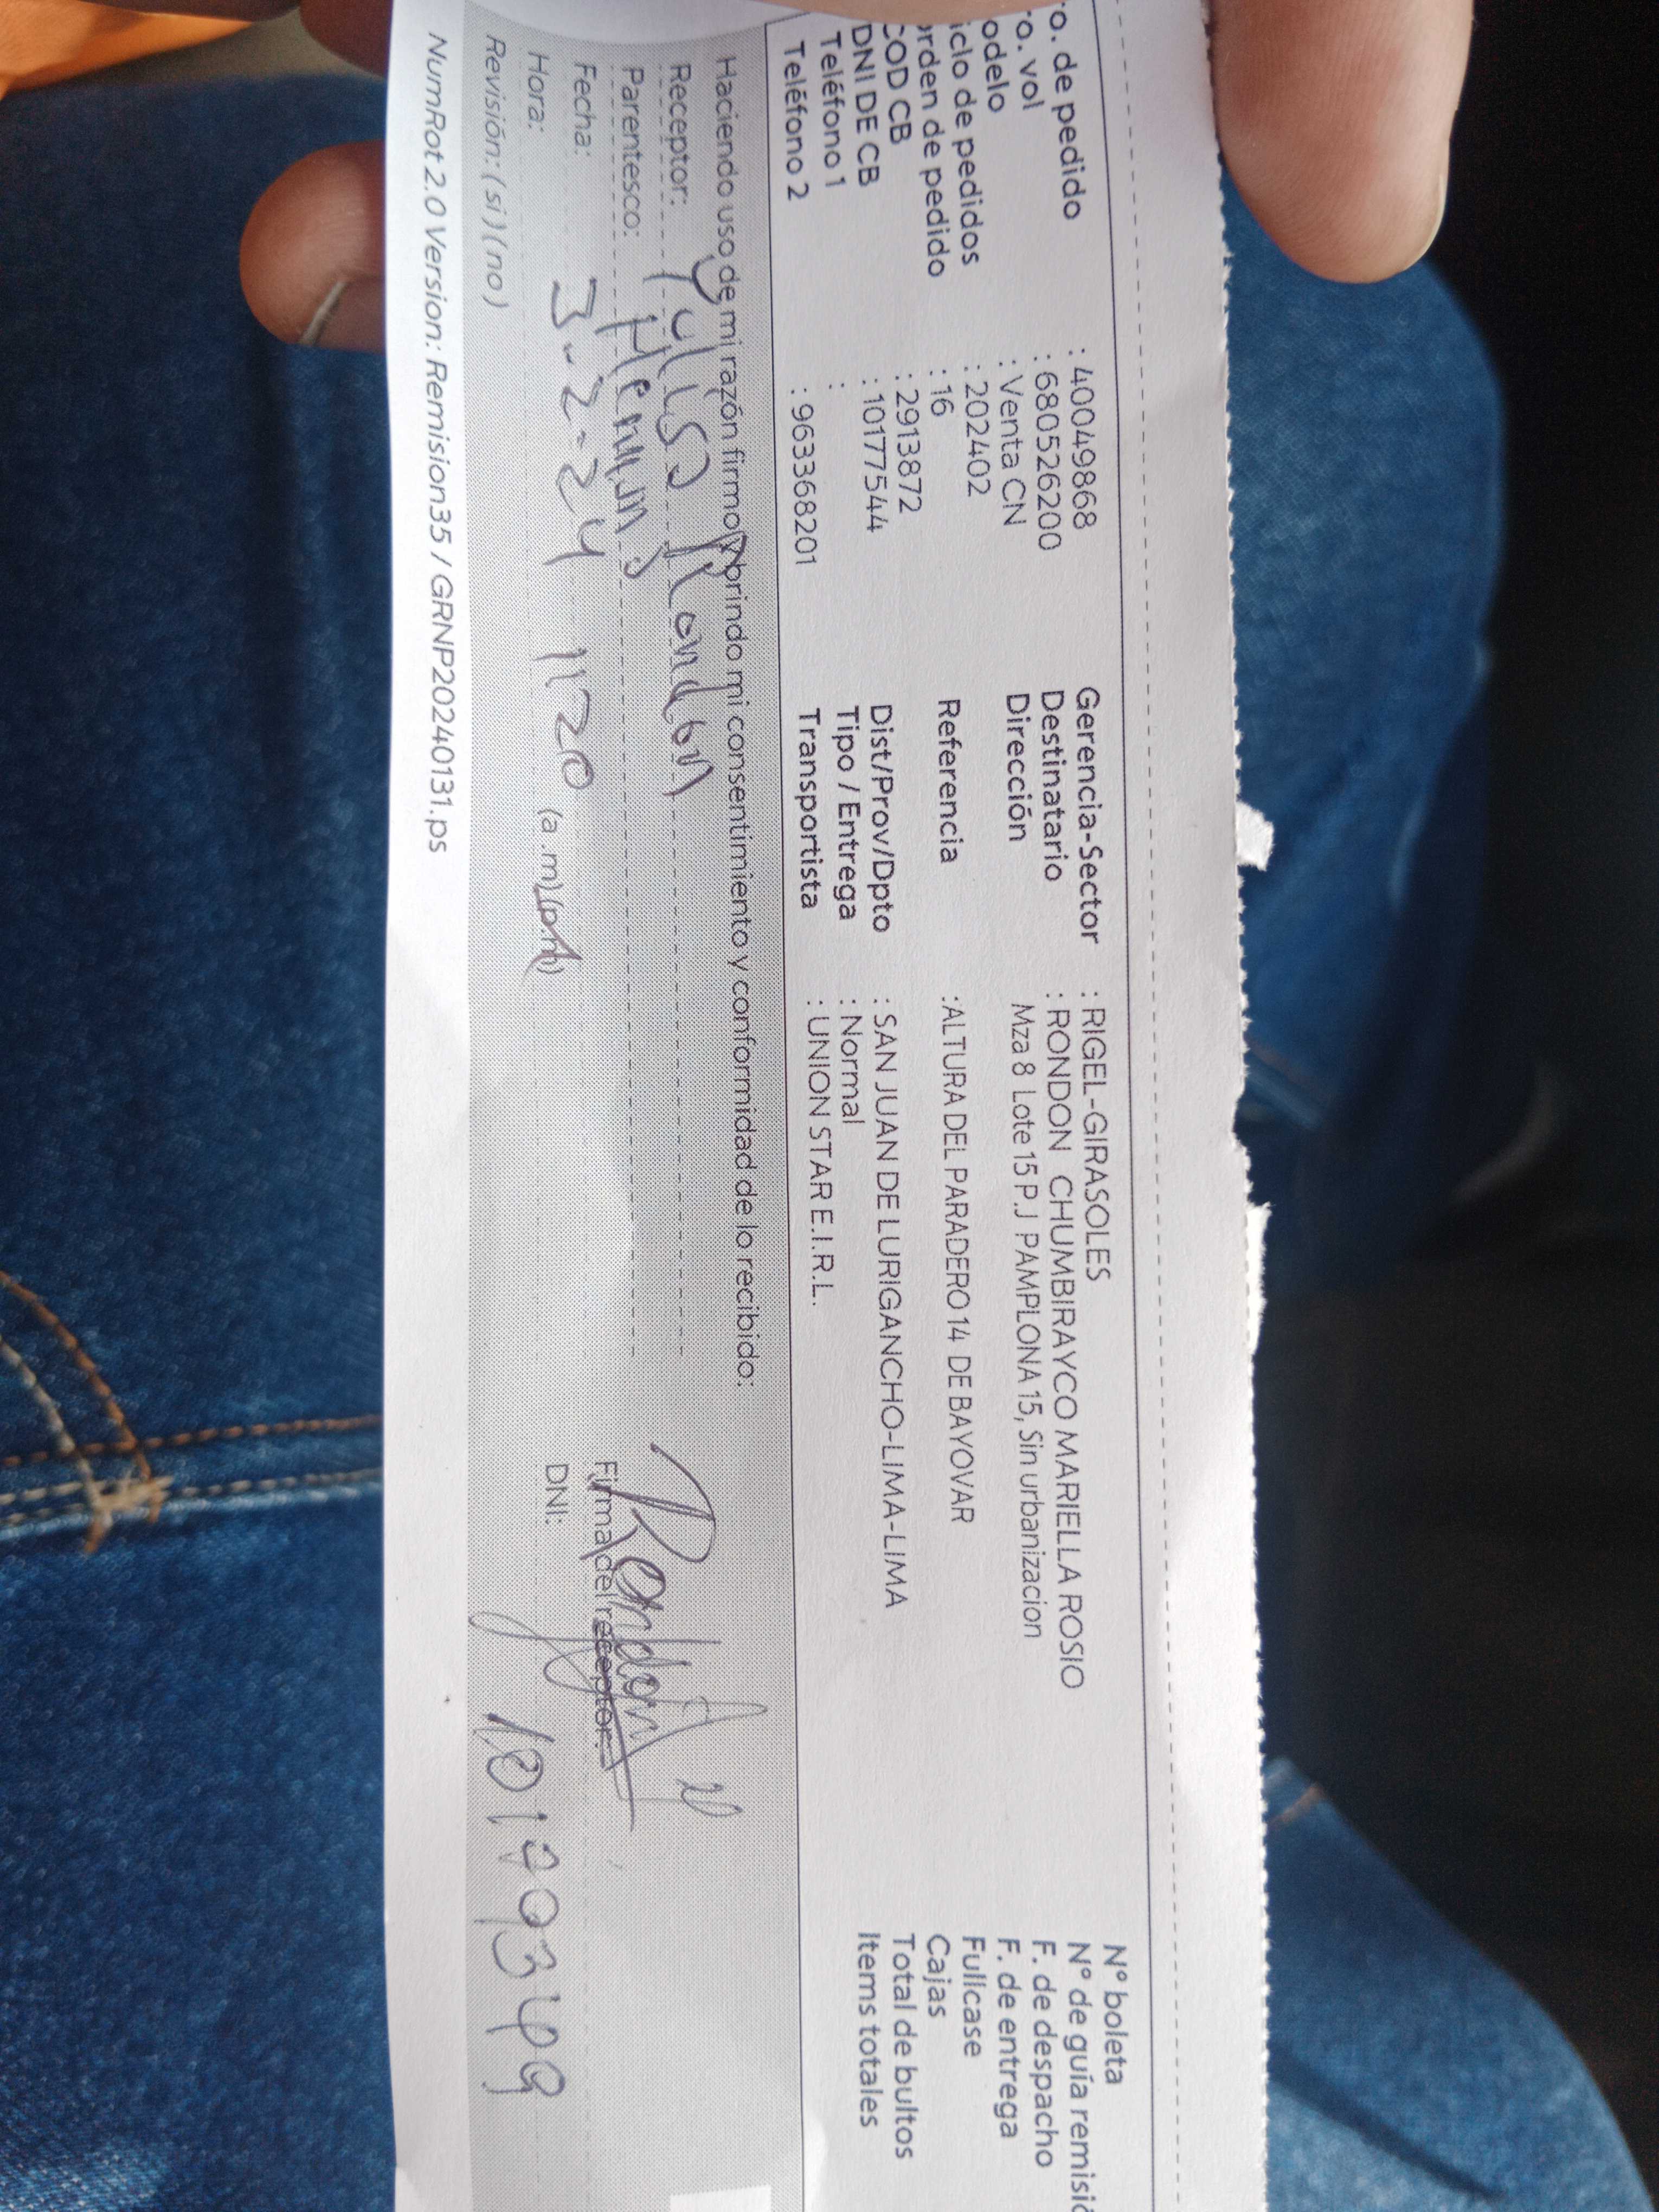 ro. de pedido : 40049868 Gerencia-Sector : RIGEL-GIRASOLES N° boleta
ro. vol : 680526200 Destinatario : RONDON CHUMBIRAYCO MARIELLA ROSIO N° de guía remisió
odelo : Venta CN Dirección Mza 8 Lote 15 P.J PAMPLONA 15, Sin urbanizacion F. de despacho
iclo de pedidos : 202402 F. de entrega
orden de pedido : 16 Referencia :ALTURA DEL PARADERO 14 DE BAYOVAR Fullcase
COD CB : 2913872 Cajas
DNI DE CB : 10177544 Dist/Prov/Dpto : SAN JUAN DE LURIGANCHO-LIMA-LIMA Total de bultos
Teléfono 1 : Tipo / Entrega : Normal Items totales
Teléfono 2 : 963368201 Transportista : UNION STAR E.I.R.L.
Haciendo uso de mi razón firmo y brindo mi consentimiento y conformidad de lo recibido:
Receptor: Rondon
Parentesco:
Firma del receptor: Rondon
Fecha: 3-2-24
DNI:
Hora: 1120 (a.m) (p.m)
Revisión: (si) (no)
NumRot 2.0 Version: Remision35 / GRNP20240131.ps